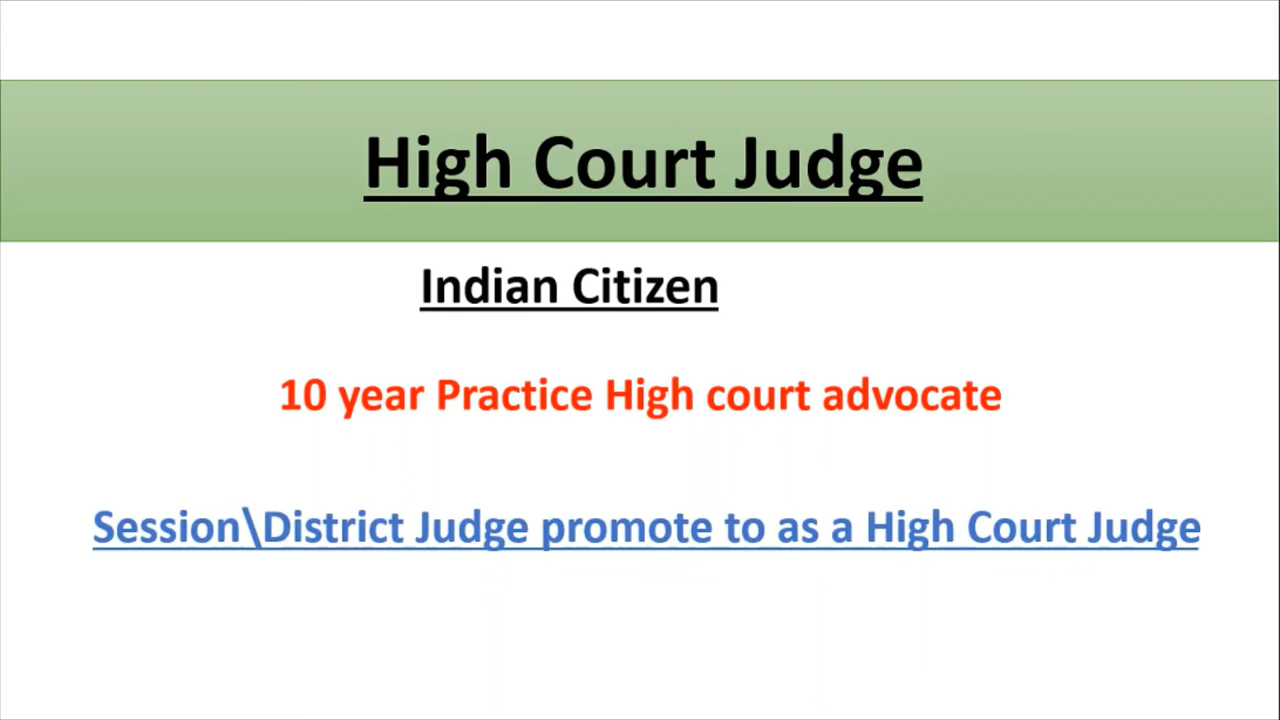 High Court Judge
Indian Citizen
10 year Practice High court advocate
Session\District Judge promote to as a High Court Judge